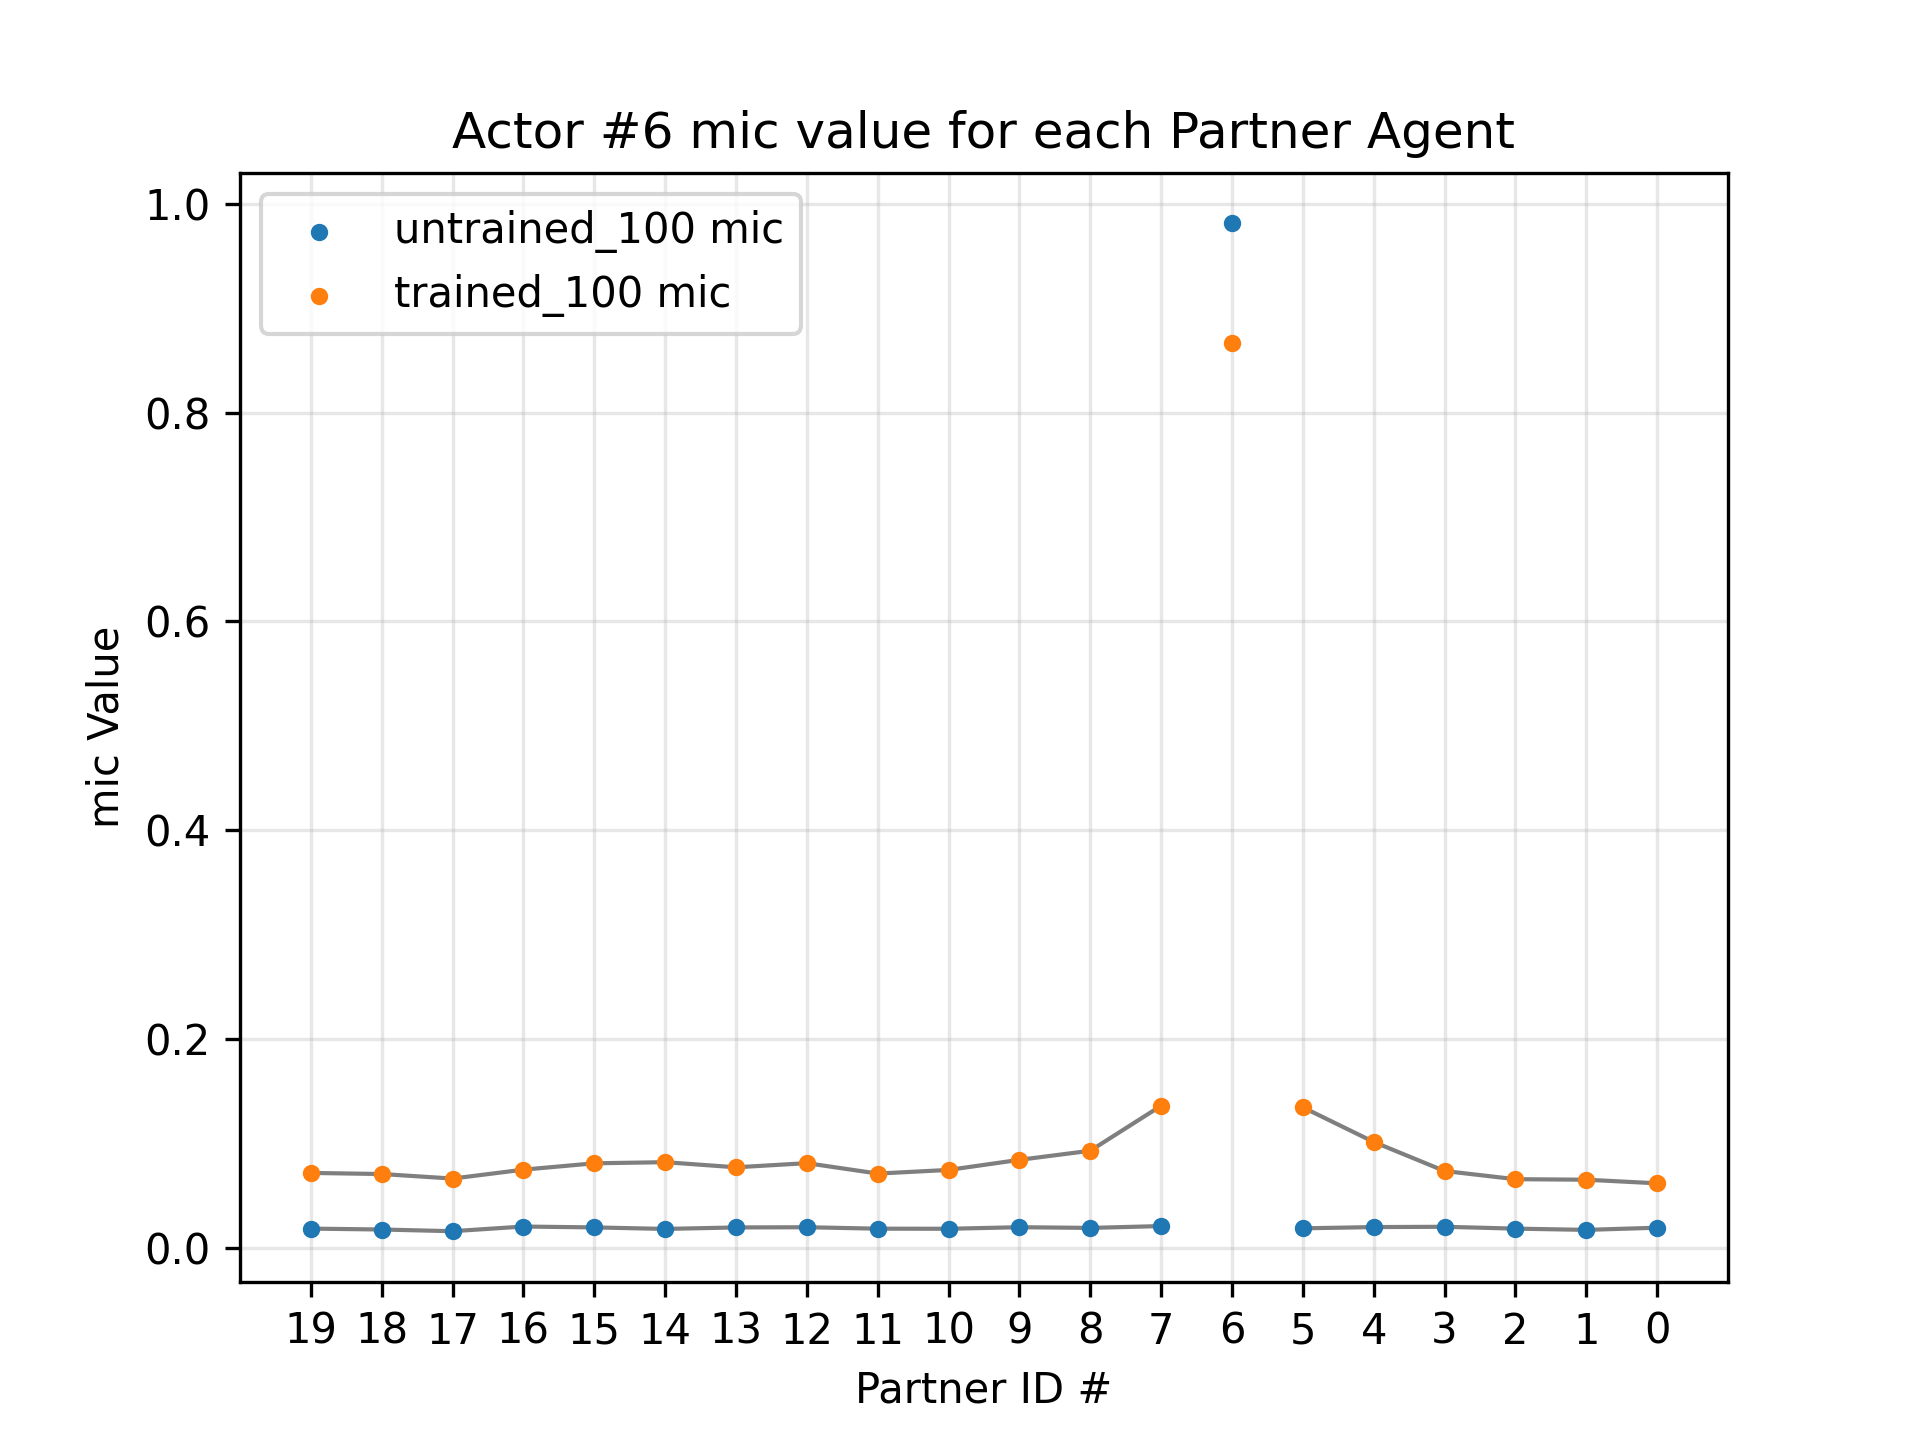 Actor #6 mic value for each Partner Agent
untrained_100 mic
trained_100 mic
1.0
0.8
0.6
0.4
0.2
0.0
mic Value
19 18 17 16 15 14 13 12 11 10 9 8 7 6 5 4 3 2 1 0
Partner ID #